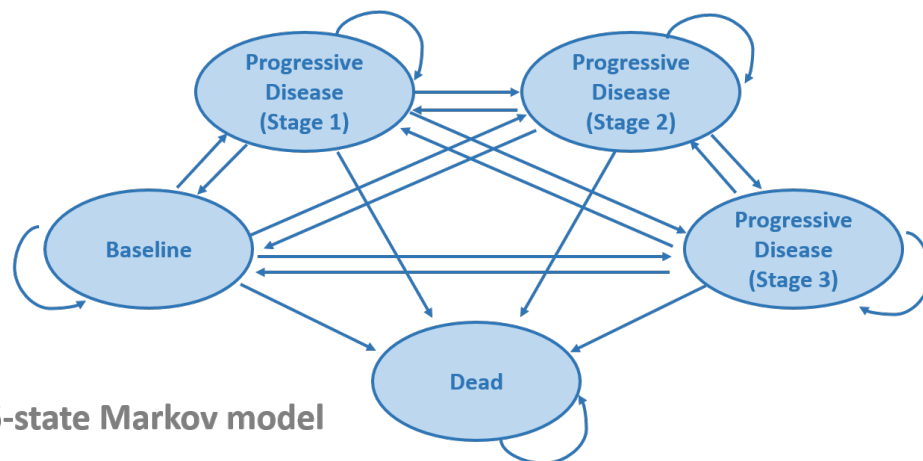 Progressive
Disease
(Stage 1)
Progressive
Disease
(Stage 2)
Baseline
Progressive
Disease
(Stage 3)
Dead
-state Markov model